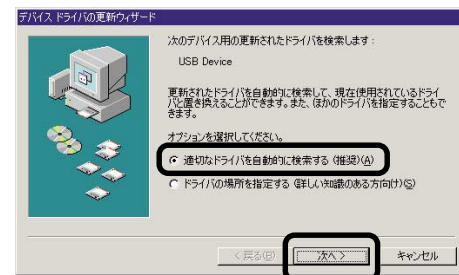 デバイス ドライバの更新ウィザード
次のデバイス用の更新されたドライバを検索します：
USB Device
更新されたドライバを自動的に検索して、現在使用されているドライ
バと置き換えることができます。また、ほかのドライバを指定することもで
きます。
オプションを選択してください。
適切なドライバを自動的に検索する (推奨)(A)
ドライバの場所を指定する (詳しい知識のある方向け)(S)
< 戻る(B) 次へ > キャンセル